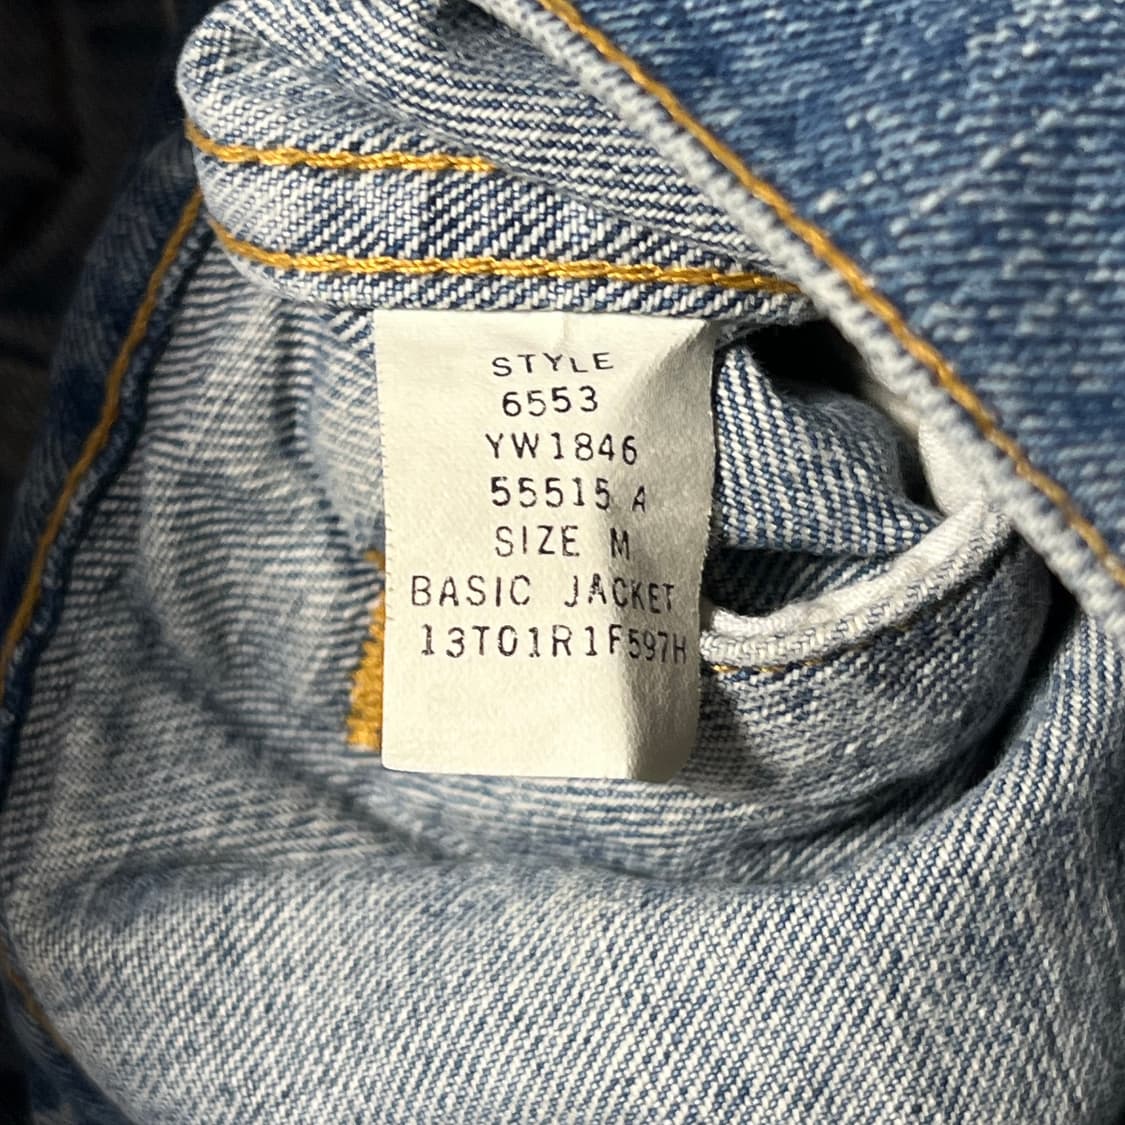 STYLE
6553
YW1846
55515 A
SIZE M
BASIC JACKET
13T01R1F597H